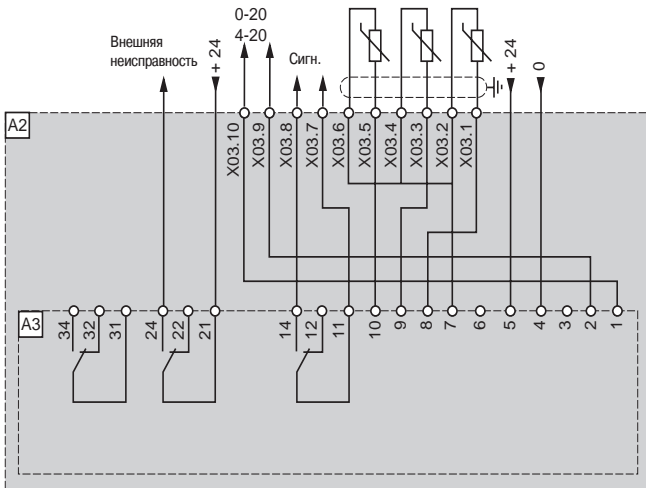 0-20
4-20
Внешняя
неисправность
+ 24
Сигн.
+ 24
0
A2
X03.10
X03.9
X03.8
X03.7
X03.6
X03.5
X03.4
X03.3
X03.2
X03.1
A3
34
32
31
24
22
21
14
12
11
10
9
8
7
6
5
4
3
2
1